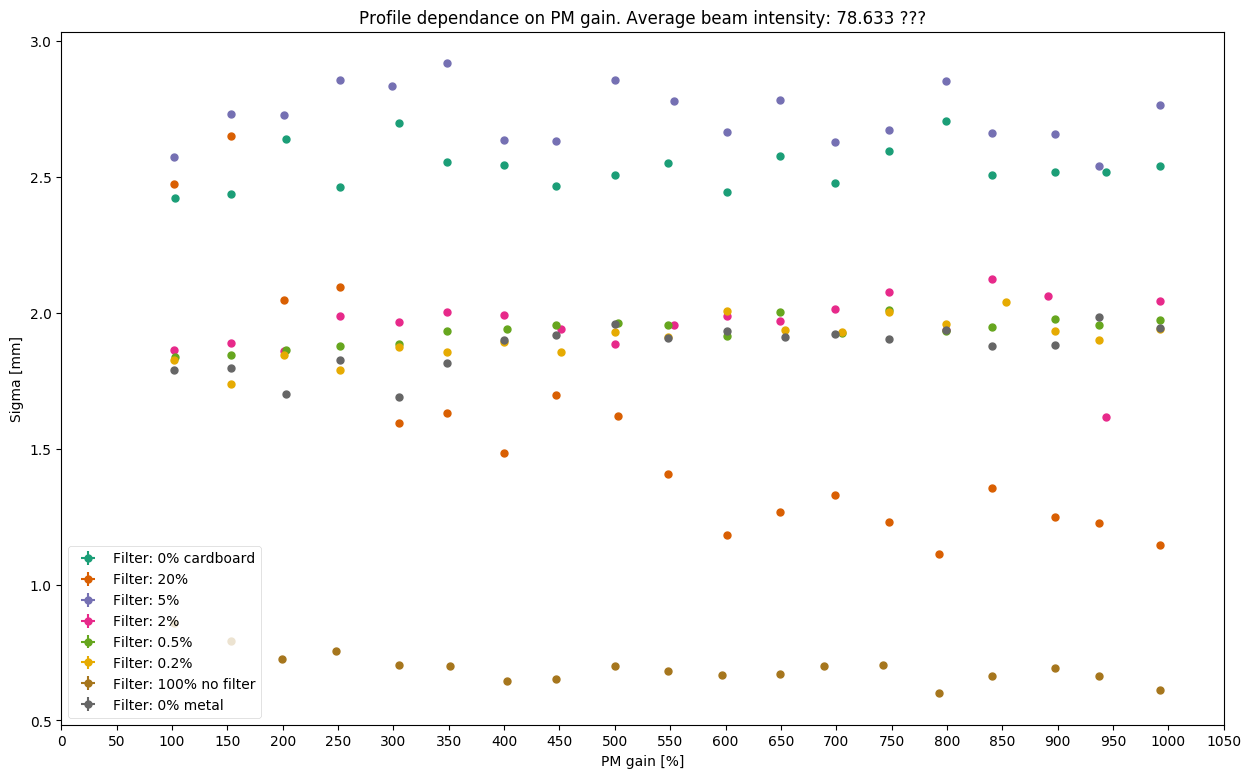 Profile dependance on PM gain. Average beam intensity: 78.633 ???
3.0
2.5
2.0
1.5
1.0
0.5
Sigma [mm]
Filter: 0% cardboard
Filter: 20%
Filter: 5%
Filter: 2%
Filter: 0.5%
Filter: 0.2%
Filter: 100% no filter
Filter: 0% metal
0 50 100 150 200 250 300 350 400 450 500 550 600 650 700 750 800 850 900 950 1000 1050
PM gain [%]